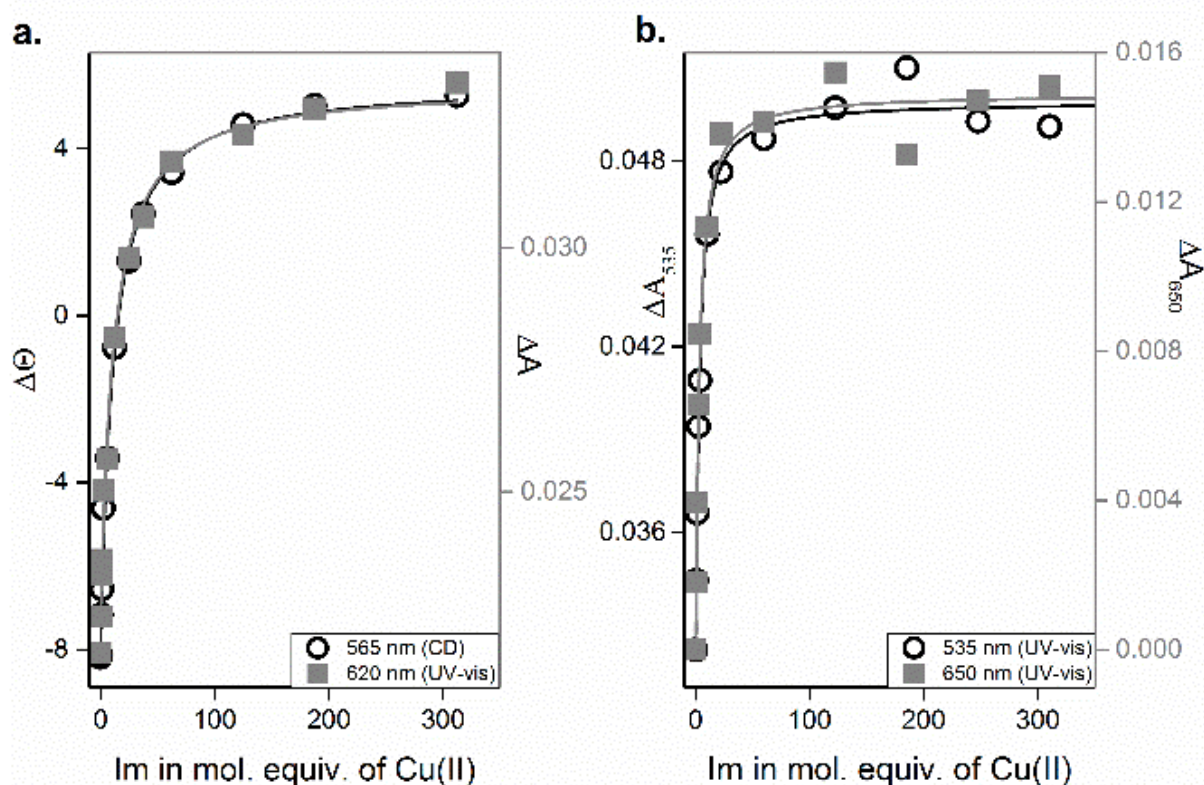 a.
4
0
-4
-8
ΔΘ
0.030
0.025
ΔA
565 nm (CD)
620 nm (UV-vis)
0 100 200 300
Im in mol. equiv. of Cu(II)
b.
0.048
0.042
0.036
ΔA535
0.016
0.012
0.008
0.004
0.000
ΔA650
535 nm (UV-vis)
650 nm (UV-vis)
0 100 200 300
Im in mol. equiv. of Cu(II)